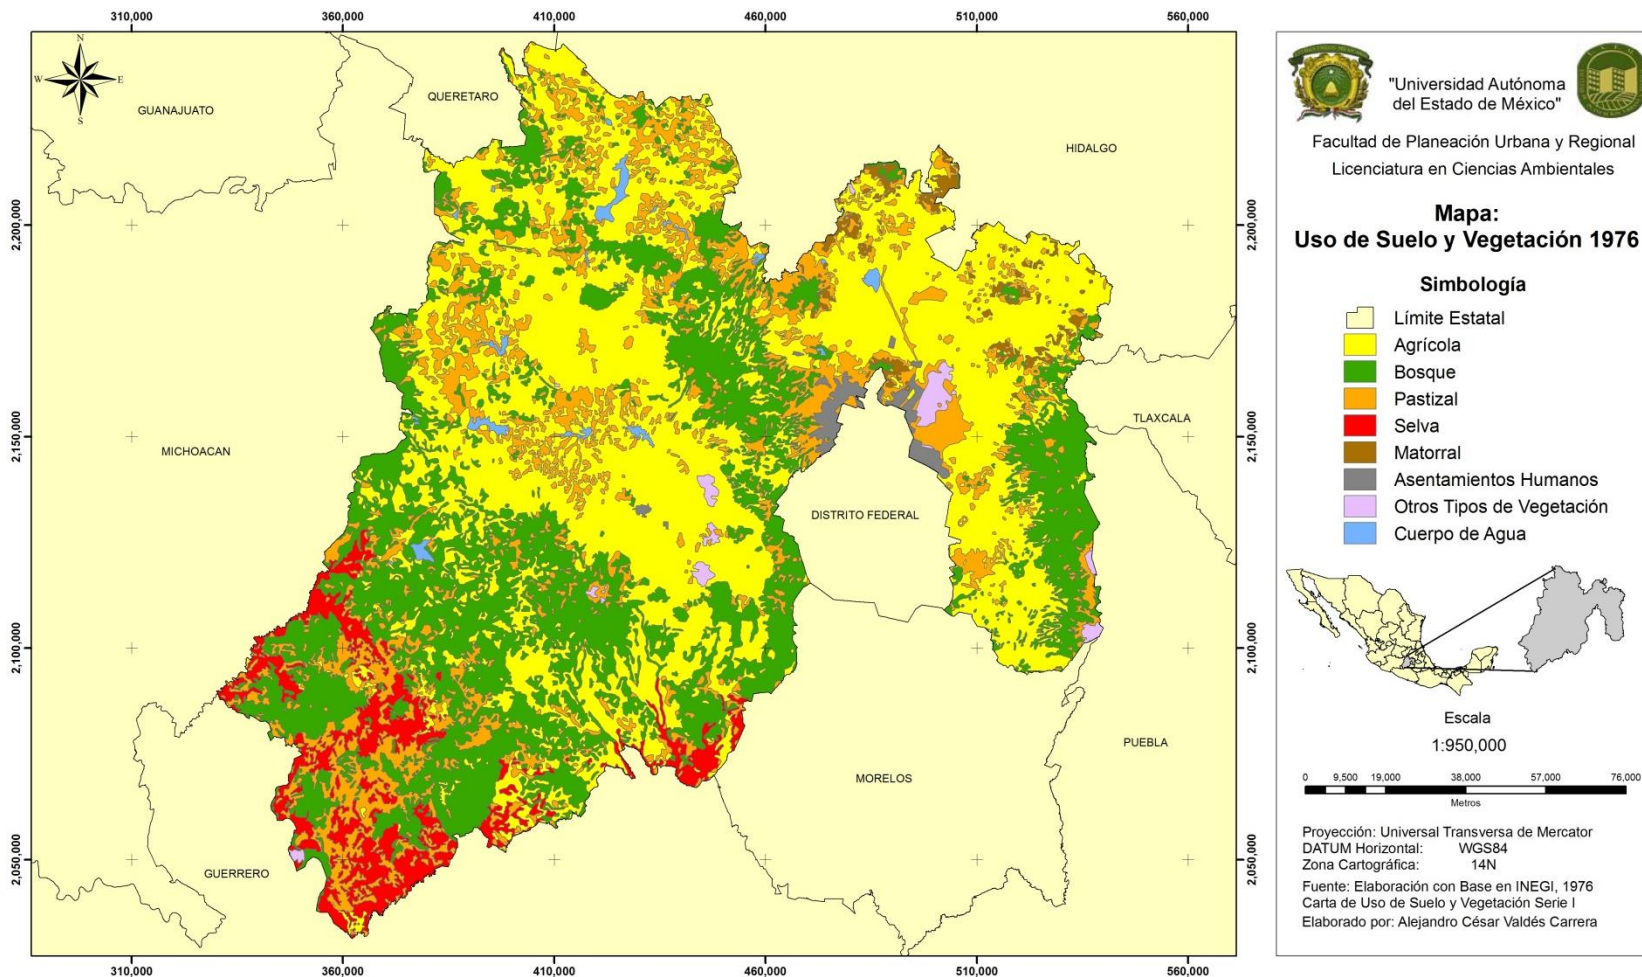 310,000
360,000
410,000
460,000
510,000
560,000
N
W
E
S
GUANAJUATO
QUERETARO
HIDALGO
2,200,000
2,200,000
TLAXCALA
2,150,000
2,150,000
MICHOACAN
DISTRITO FEDERAL
2,100,000
2,100,000
PUEBLA
MORELOS
GUERRERO
2,050,000
2,050,000
310,000
360,000
410,000
460,000
510,000
560,000
"Universidad Autónoma
del Estado de México"
Facultad de Planeación Urbana y Regional
Licenciatura en Ciencias Ambientales
Mapa:
Uso de Suelo y Vegetación 1976
Simbología
Límite Estatal
Agrícola
Bosque
Pastizal
Selva
Matorral
Asentamientos Humanos
Otros Tipos de Vegetación
Cuerpo de Agua
Escala
1:950,000
0 9,500 19,000 38,000 57,000 76,000
Metros
Proyección: Universal Transversa de Mercator
DATUM Horizontal: WGS84
Zona Cartográfica: 14N
Fuente: Elaboración con Base en INEGI, 1976
Carta de Uso de Suelo y Vegetación Serie I
Elaborado por: Alejandro César Valdés Carrera